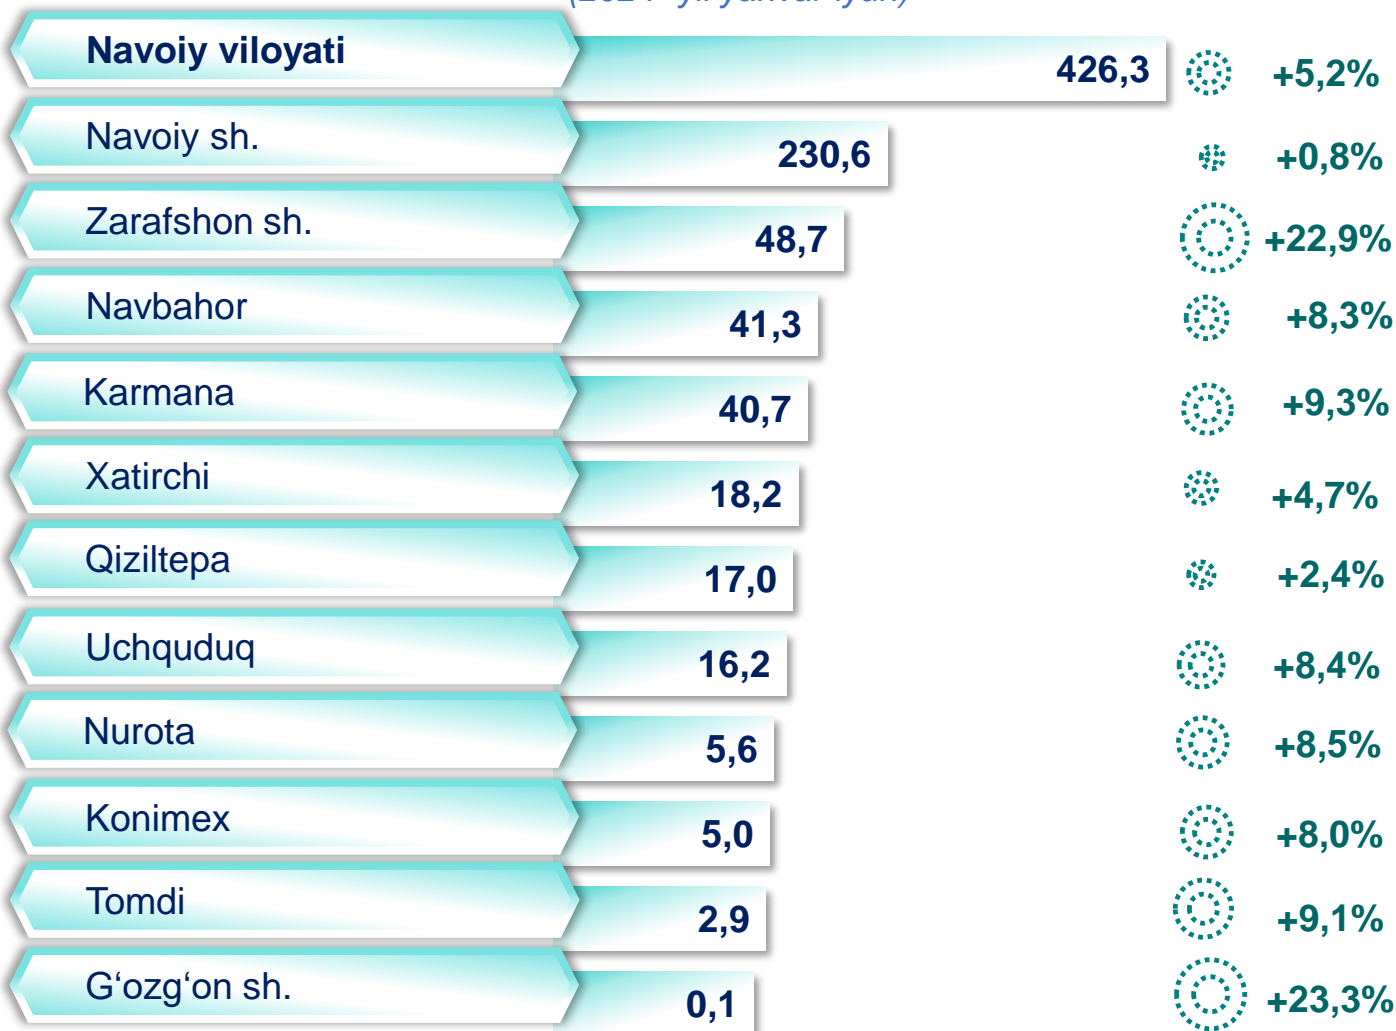 Navoiy viloyati 426,3 +5,2%
Navoiy sh. 230,6 +0,8%
Zarafshon sh. 48,7 +22,9%
Navbahor 41,3 +8,3%
Karmana 40,7 +9,3%
Xatirchi 18,2 +4,7%
Qiziltepa 17,0 +2,4%
Uchquduq 16,2 +8,4%
Nurota 5,6 +8,5%
Konimex 5,0 +8,0%
Tomdi 2,9 +9,1%
G‘ozg‘on sh. 0,1 +23,3%